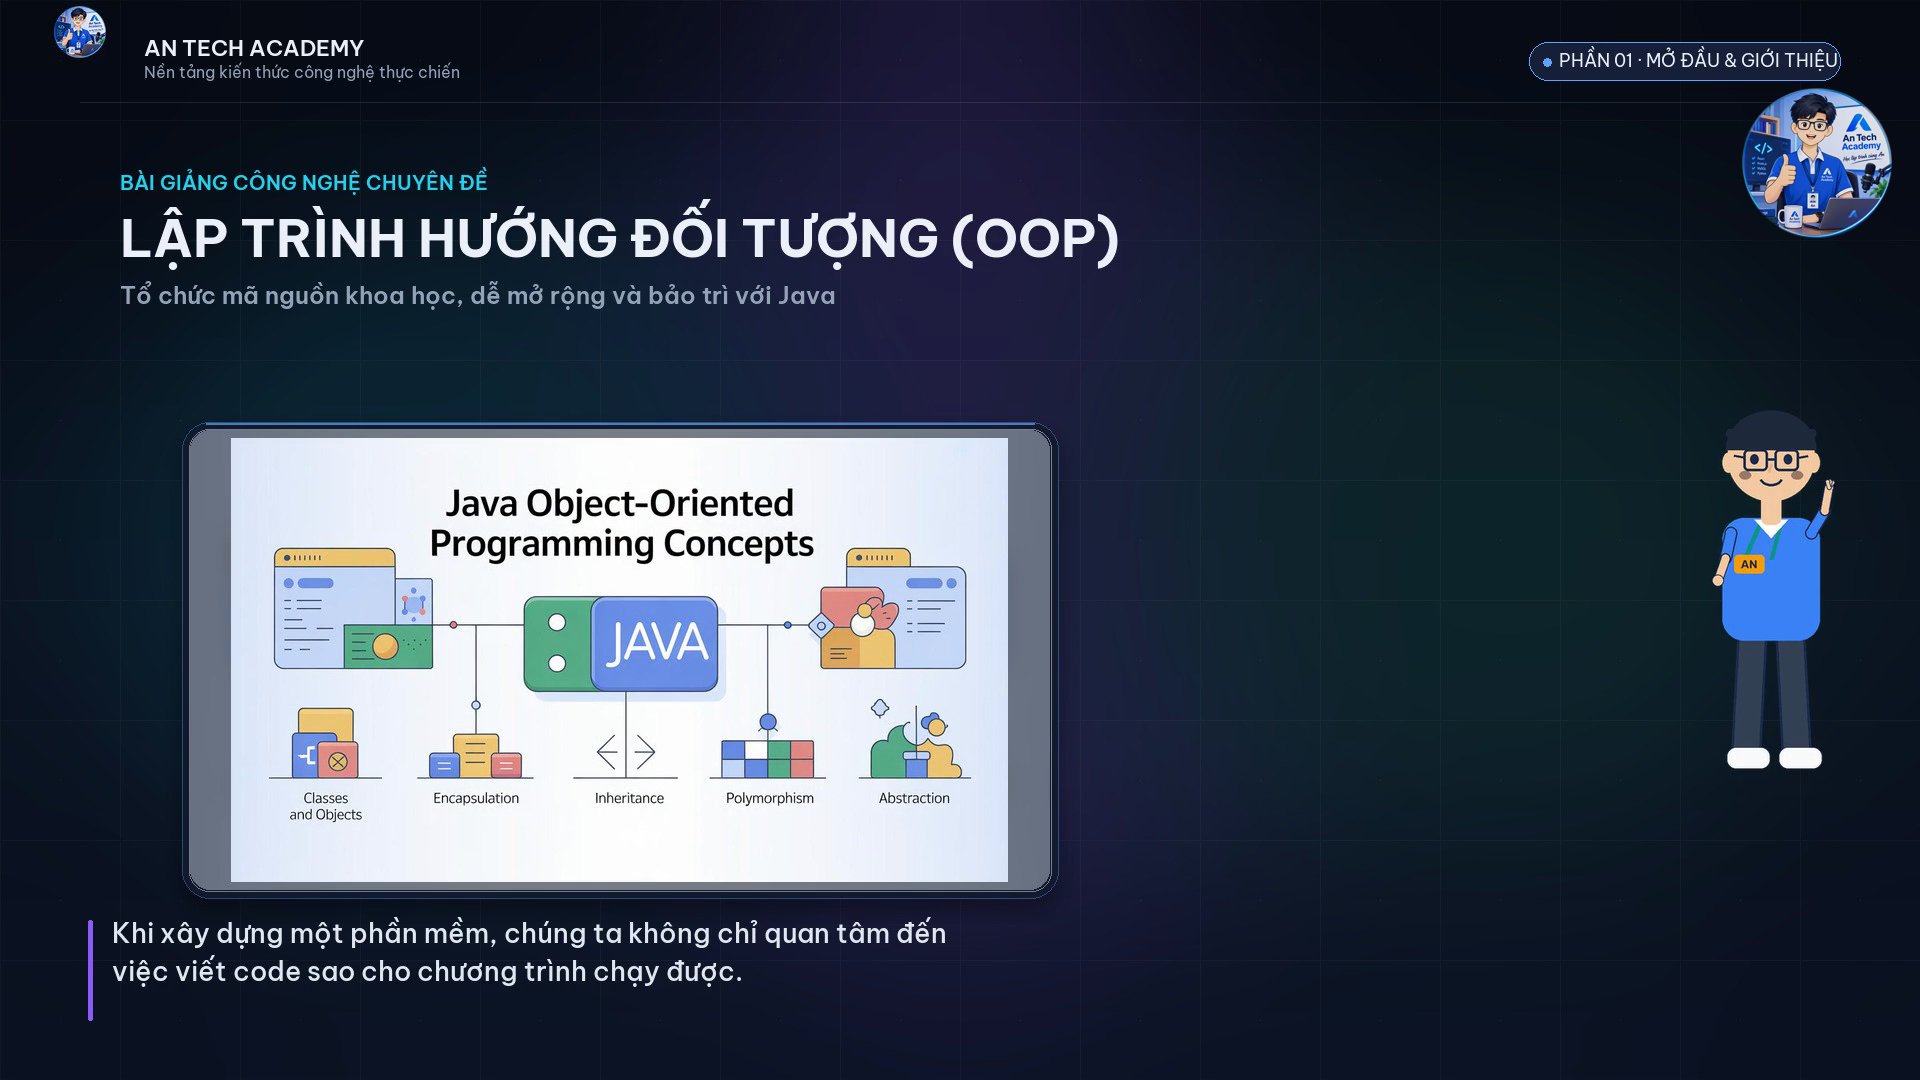 AN TECH ACADEMY
Nền tảng kiến thức công nghệ thực chiến
PHẦN 01 · MỞ ĐẦU & GIỚI THIỆU
An Tech
Academy
BÀI GIẢNG CÔNG NGHỆ CHUYÊN ĐỀ
LẬP TRÌNH HƯỚNG ĐỐI TƯỢNG (OOP)
Tổ chức mã nguồn khoa học, dễ mở rộng và bảo trì với Java
Java Object-Oriented
Programming Concepts
JAVA
Classes
and Objects
Encapsulation
Inheritance
Polymorphism
Abstraction
AN
Khi xây dựng một phần mềm, chúng ta không chỉ quan tâm đến
việc viết code sao cho chương trình chạy được.